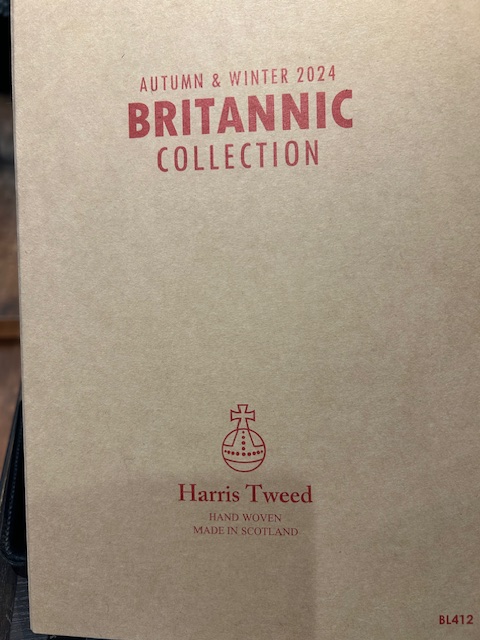 AUTUMN & WINTER 2024
BRITANNIC
COLLECTION
Harris Tweed
HAND WOVEN
MADE IN SCOTLAND
BL412